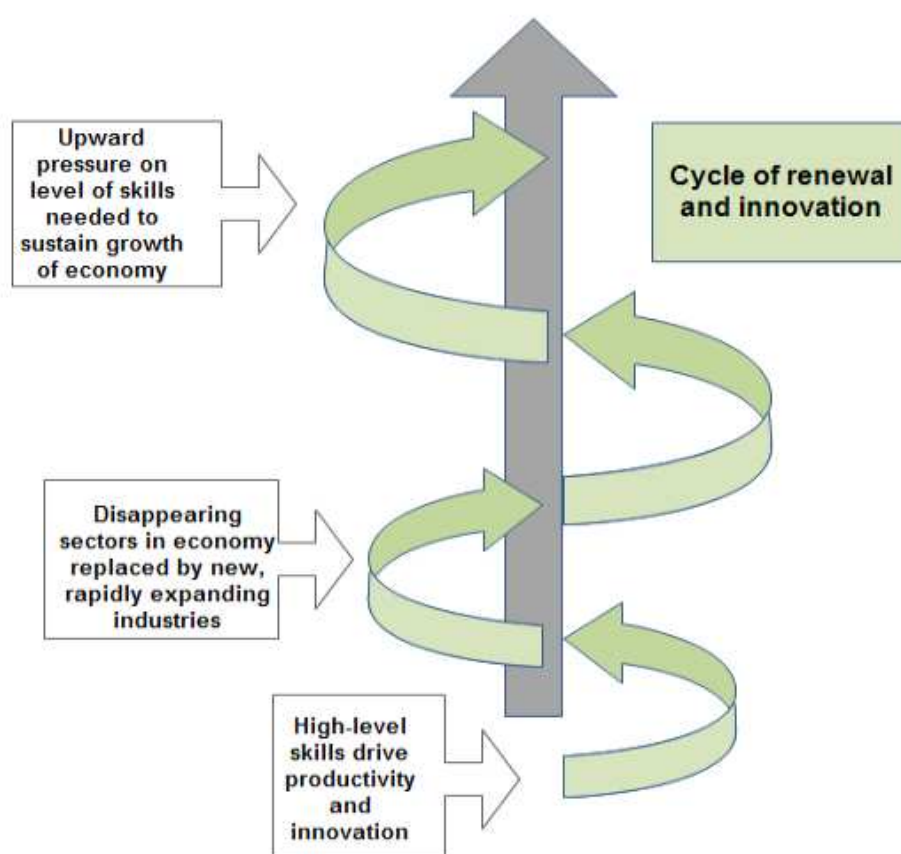 Upward
pressure on
level of skills
needed to
sustain growth
of economy
Cycle of renewal
and innovation
Disappearing
sectors in economy
replaced by new,
rapidly expanding
industries
High-level
skills drive
productivity
and
innovation